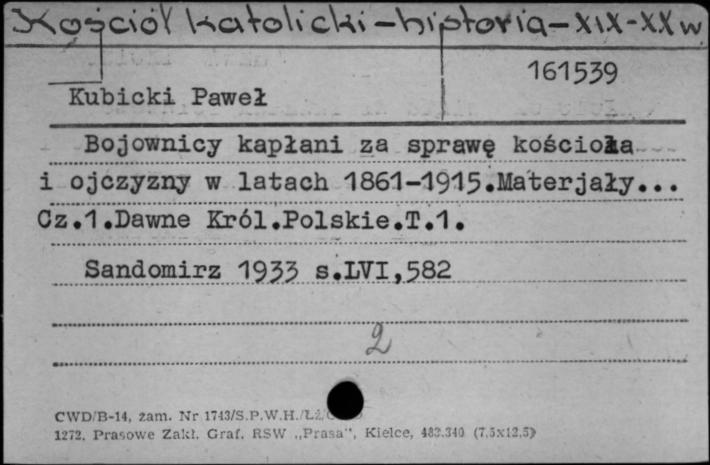 Kościół katolicki-historia-XIX-XX w
161539
Kubicki Paweł
Bojownicy kapłani za sprawę kościoła
i ojczyzny w latach 1861-1915.Materjały...
Cz.1.Dawne Król.Polskie.T.1.
Sandomirz 1933 s.LVI,582
2
CWD/B-14, zam. Nr 1743/S.P.W.H.
1272. Prasowe Zakł. Graf. RSW „Prasa", Kielce, 483.340 (7,5x12,5)